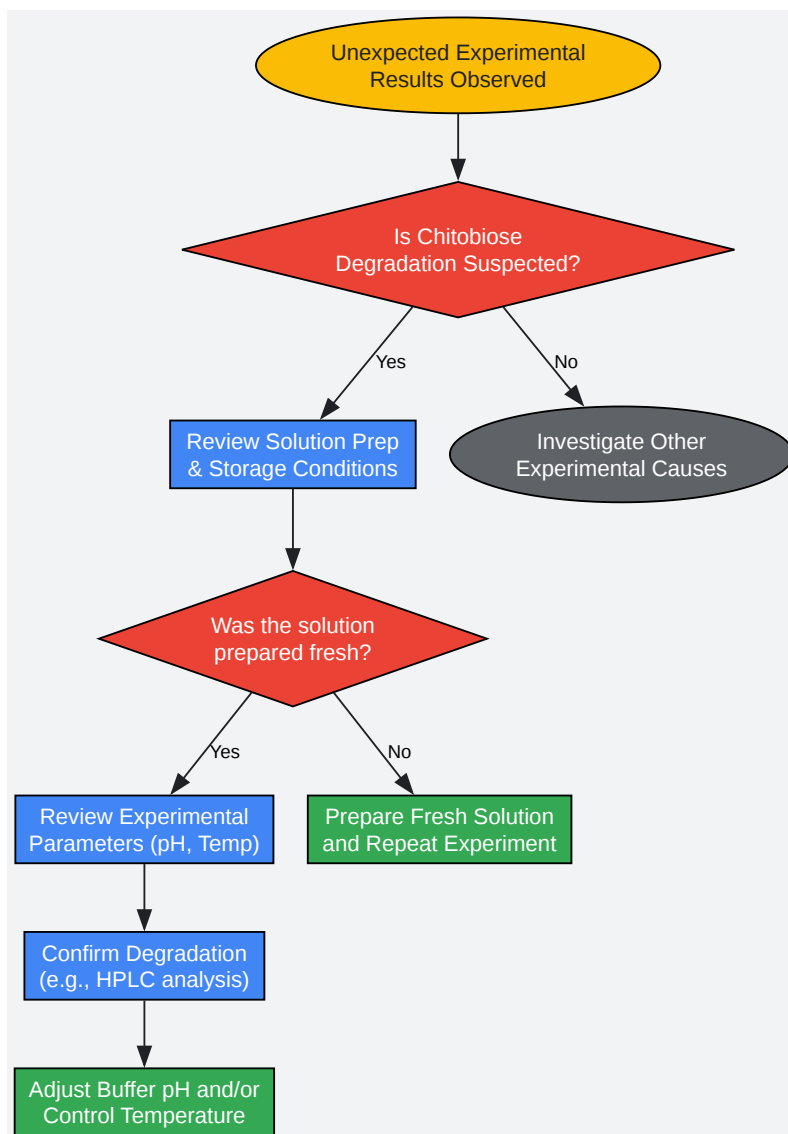 Unexpected Experimental
Results Observed
Is Chitobiose
Degradation Suspected?
Yes
No
Review Solution Prep
& Storage Conditions
Investigate Other
Experimental Causes
Was the solution
prepared fresh?
Yes
No
Review Experimental
Parameters (pH, Temp)
Prepare Fresh Solution
and Repeat Experiment
Confirm Degradation
(e.g., HPLC analysis)
Adjust Buffer pH and/or
Control Temperature